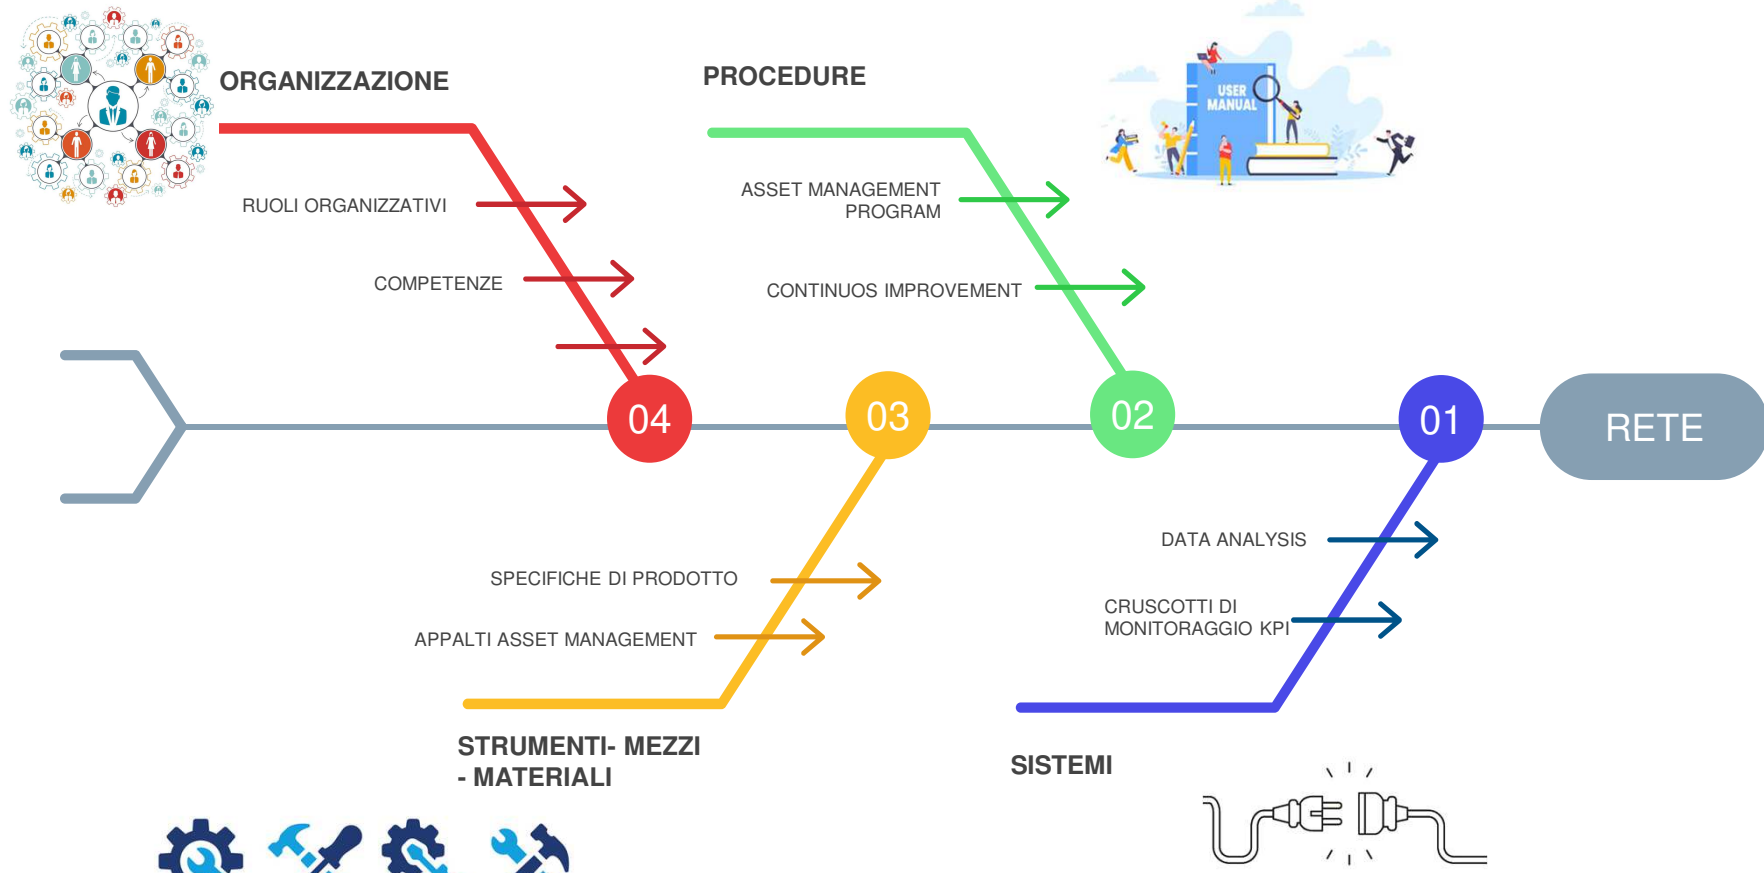 ORGANIZZAZIONE
PROCEDURE
USER
MANUAL
RUOLI ORGANIZZATIVI
COMPETENZE
ASSET MANAGEMENT
PROGRAM
CONTINUOS IMPROVEMENT
04
03
02
01
RETE
SPECIFICHE DI PRODOTTO
APPALTI ASSET MANAGEMENT
DATA ANALYSIS
CRUSCOTTI DI
MONITORAGGIO KPI
STRUMENTI- MEZZI
- MATERIALI
SISTEMI